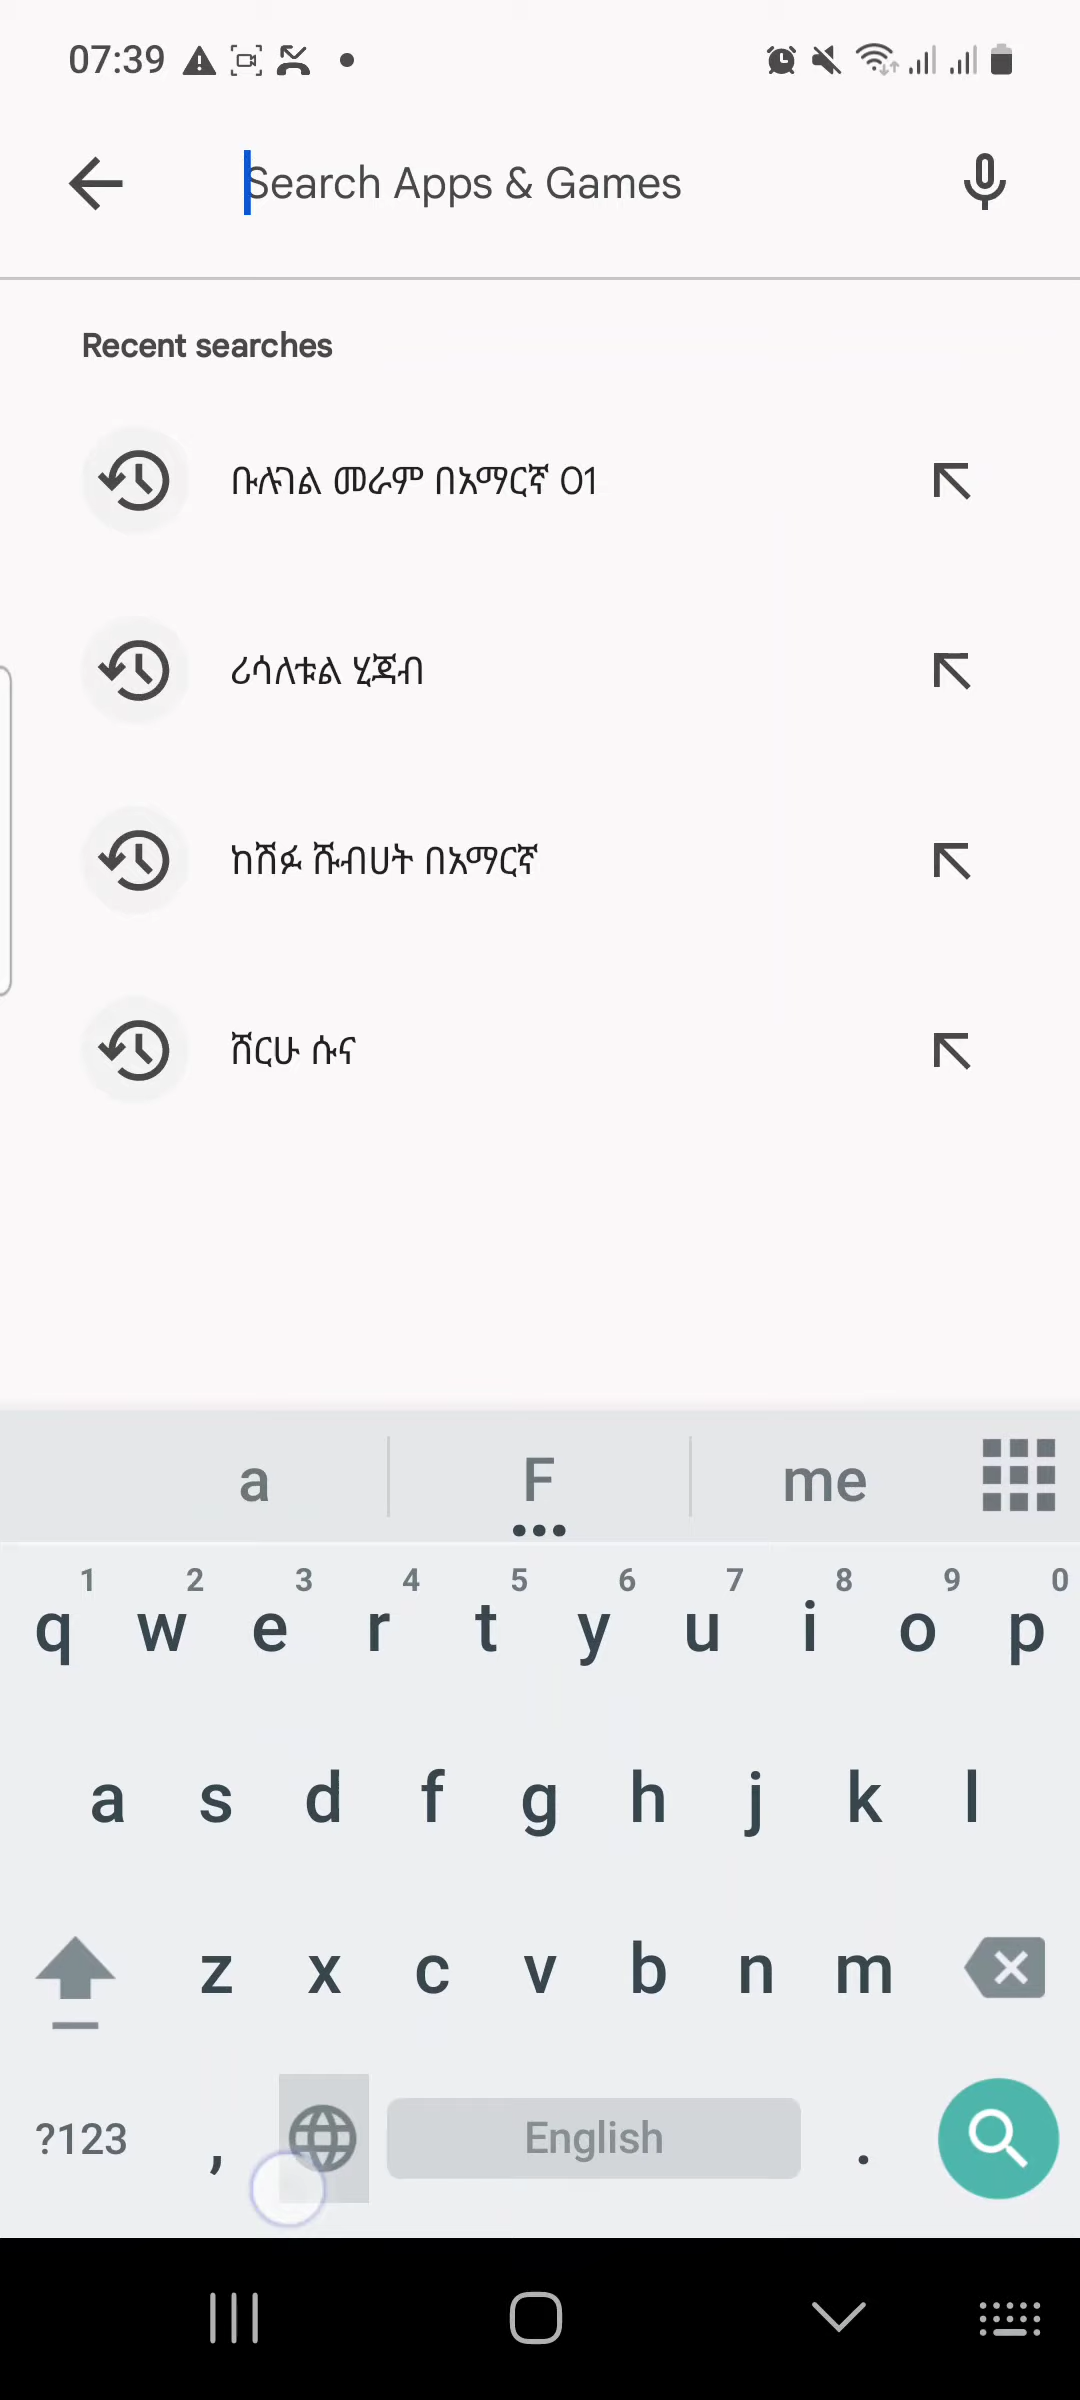 07:39
Search Apps & Games
Recent searches
ቡሉገል መራም በአማርኛ 01
ሪሳለቱል ሂጃብ
ከሽፉ ሹብሀት በአማርኛ
ሸርሁ ሱና
a F me
1 2 3 4 5 6 7 8 9 0
q w e r t y u i o p
a s d f g h j k l
z x c v b n m
?123 , English .